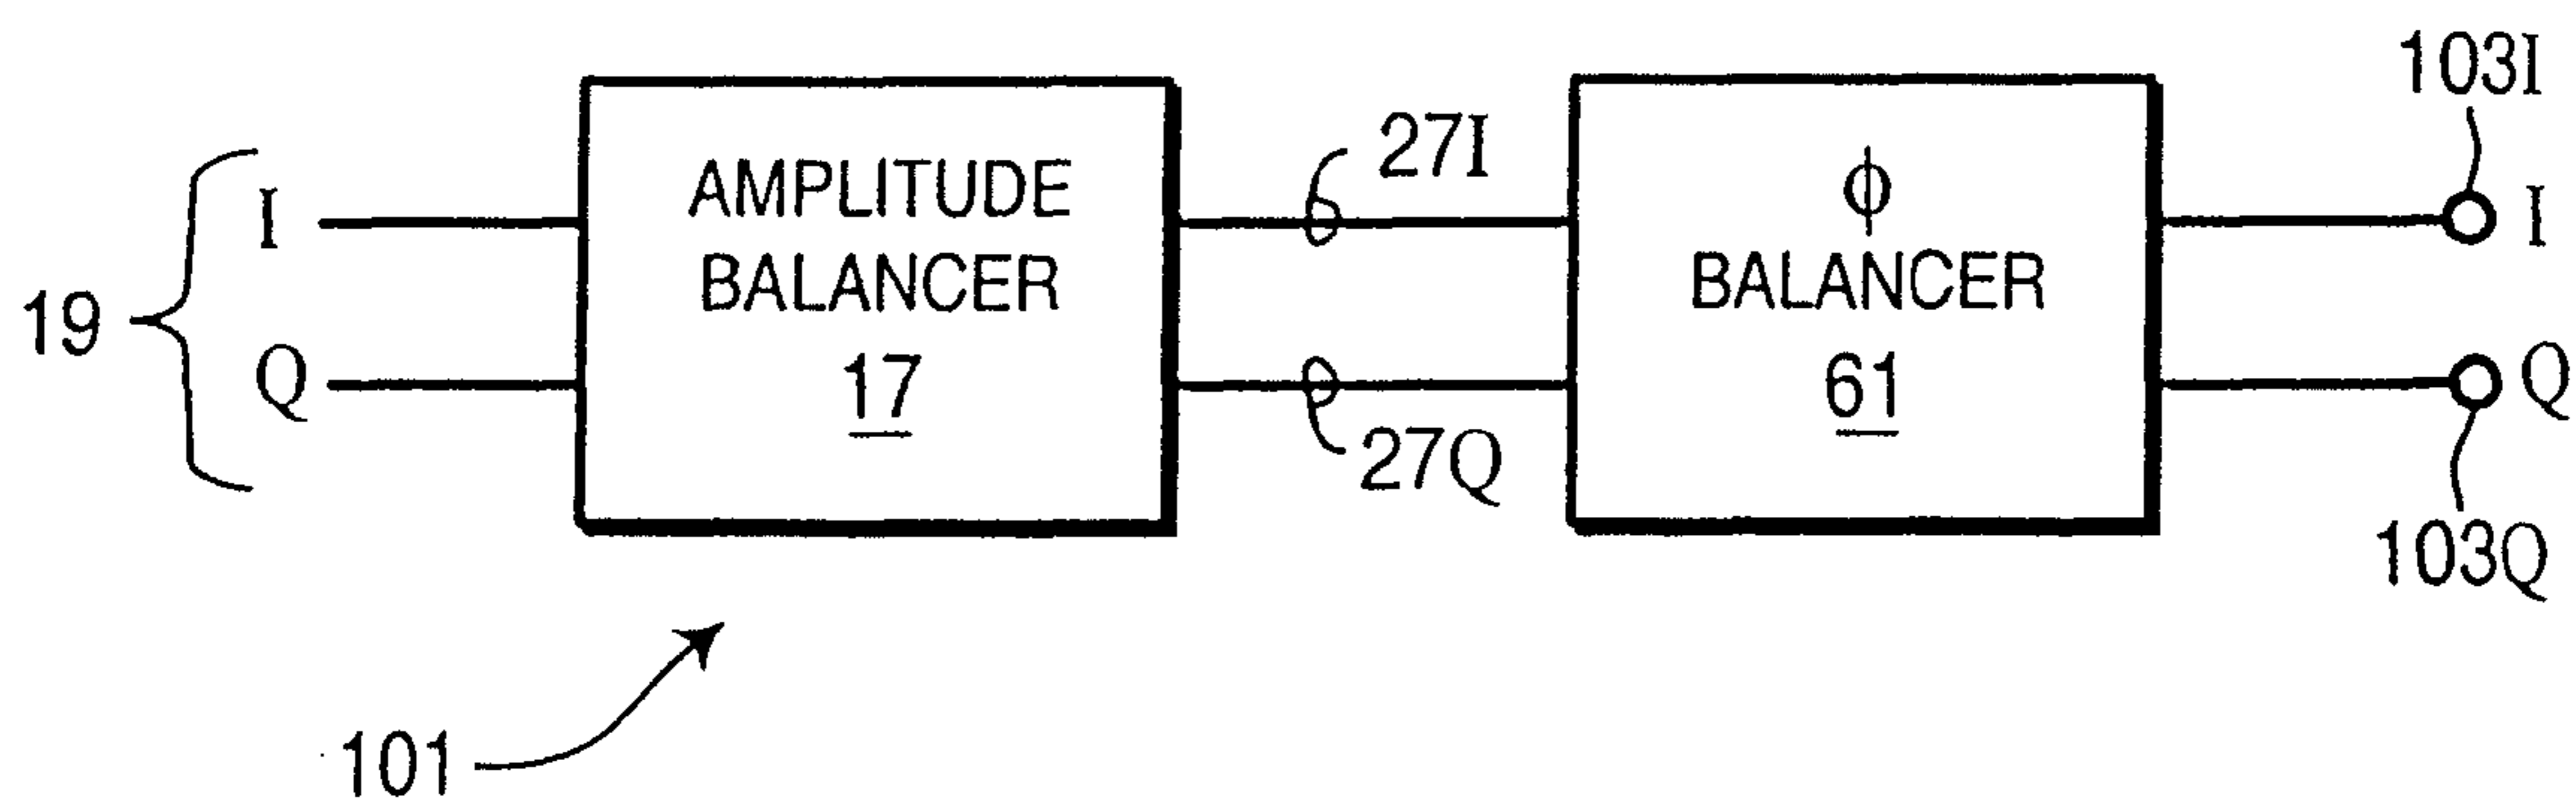 19
I
Q
AMPLITUDE
BALANCER
17
27I
27Q
ϕ
BALANCER
61
103I
I
Q
103Q
101